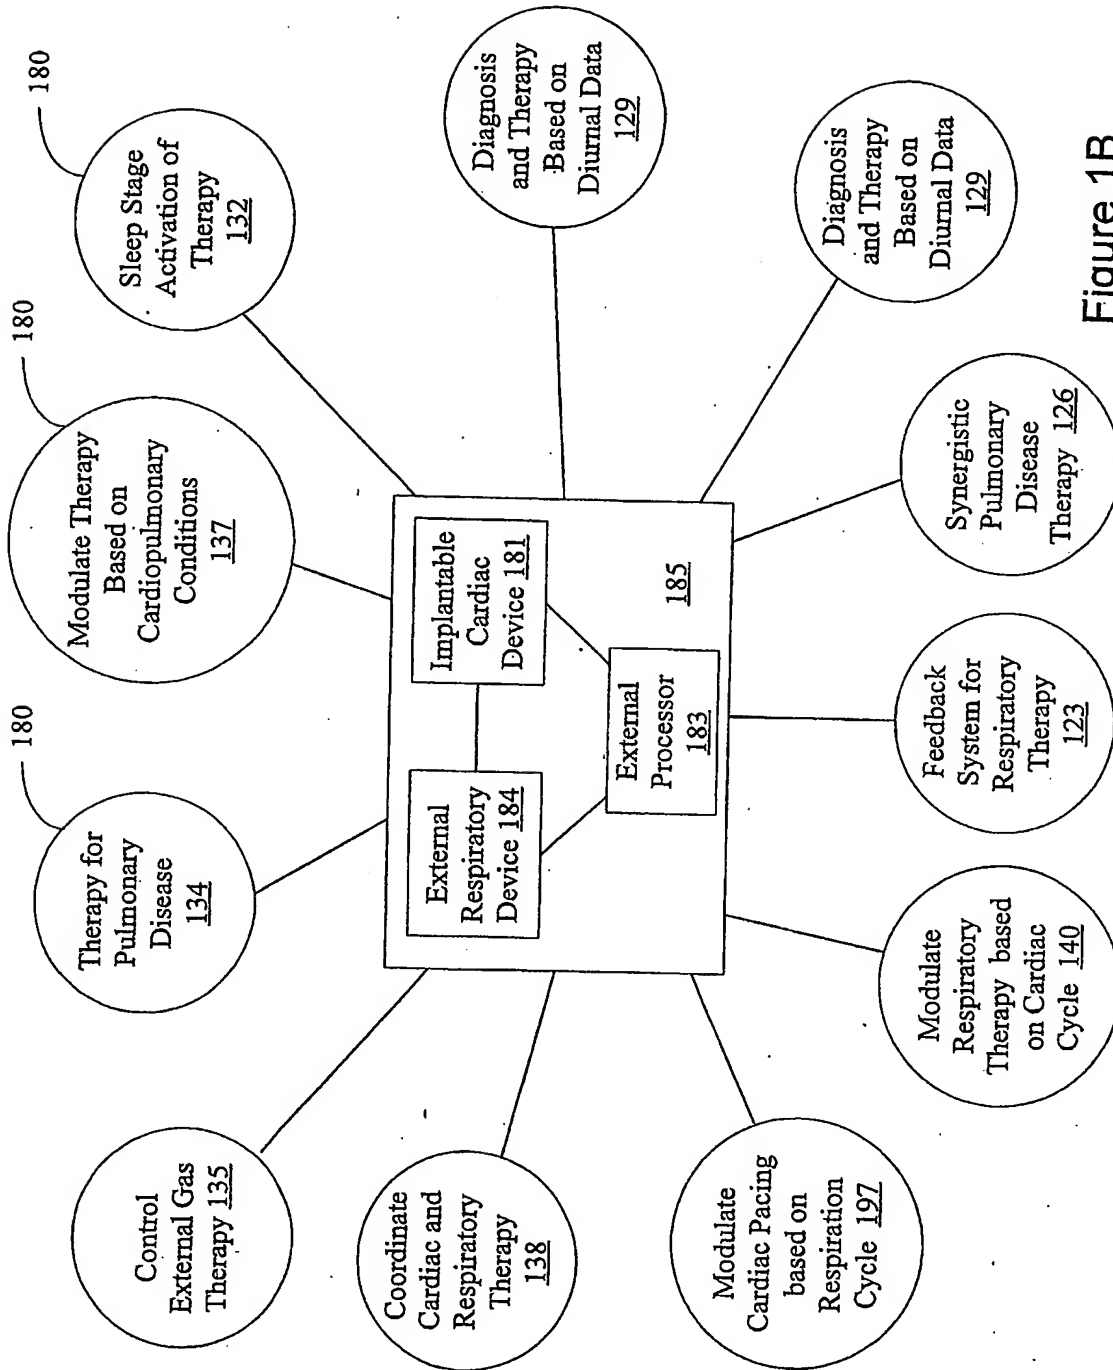 180
Therapy for
Pulmonary
Disease
134
180
Modulate Therapy
Based on
Cardiopulmonary
Conditions
137
180
Sleep Stage
Activation of
Therapy
132
Control
External Gas
Therapy 135
Diagnosis
and Therapy
Based on
Diurnal Data
129
Coordinate
Cardiac and
Respiratory
Therapy
138
External
Respiratory
Device 184
Implantable
Cardiac
Device 181
External
Processor
183
185
Diagnosis
and Therapy
Based on
Diurnal Data
129
Modulate
Cardiac Pacing
based on
Respiration
Cycle 197
Modulate
Respiratory
Therapy based
on Cardiac
Cycle 140
Feedback
System for
Respiratory
Therapy
123
Synergistic
Pulmonary
Disease
Therapy 126
Figure 1B